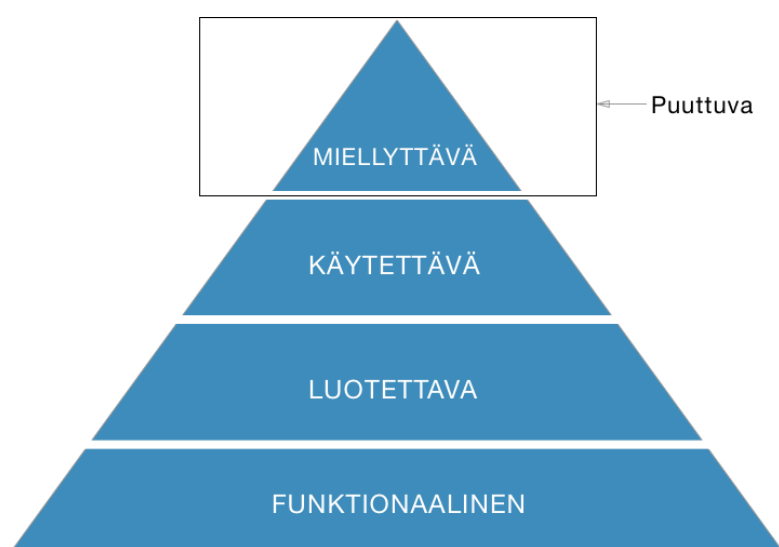 Puuttuva
MIELLYTTÄVÄ
KÄYTETTÄVÄ
LUOTETTAVA
FUNKTIONAALINEN